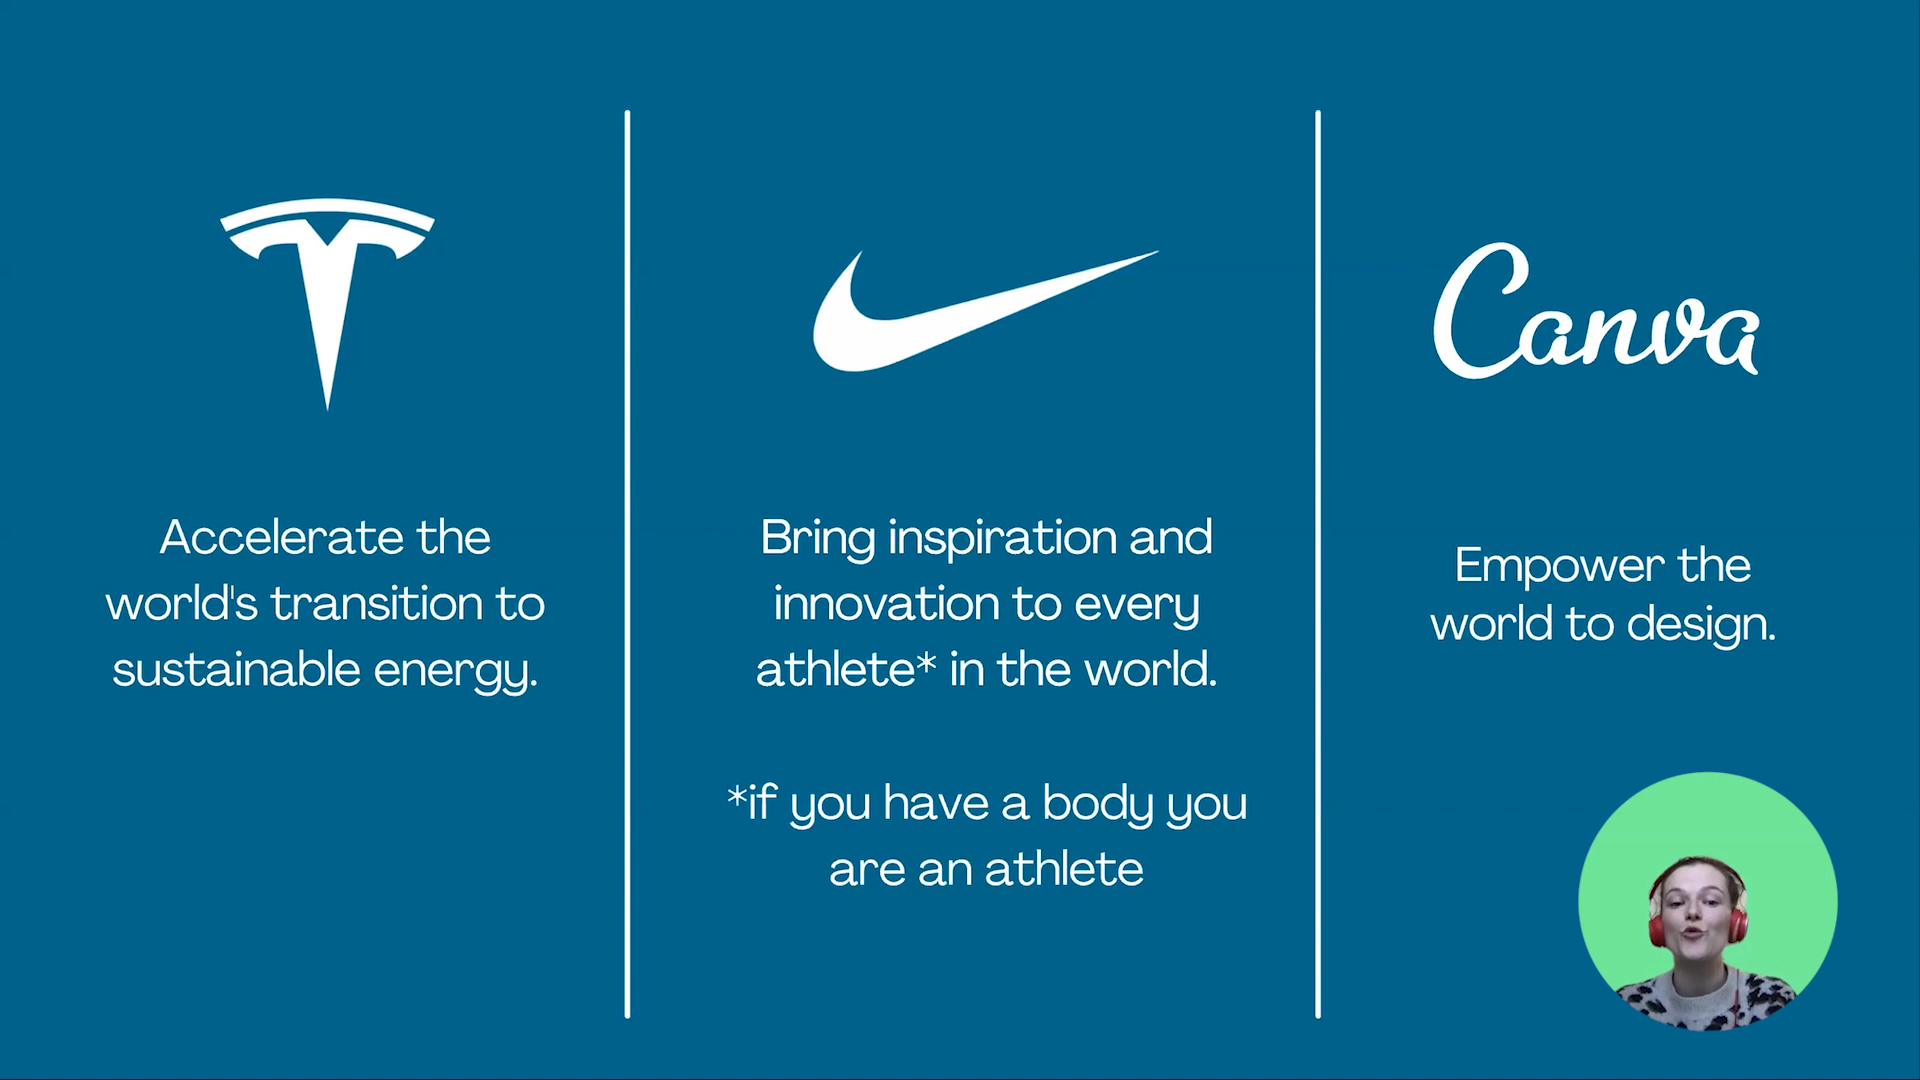 Accelerate the
world's transition to
sustainable energy.
Bring inspiration and
innovation to every
athlete* in the world.
*if you have a body you
are an athlete
Canva
Empower the
world to design.